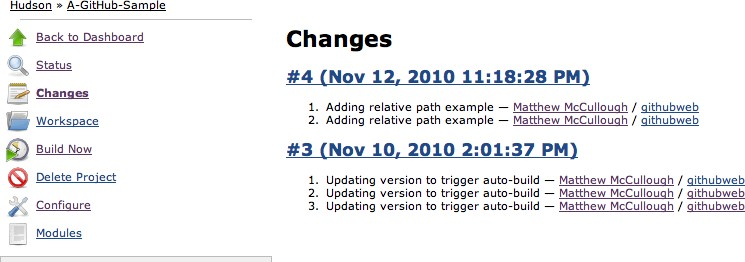 Hudson » A-GitHub-Sample
Back to Dashboard
Status
Changes
Workspace
Build Now
Delete Project
Configure
Modules
Changes
#4 (Nov 12, 2010 11:18:28 PM)
1. Adding relative path example — Matthew McCullough / githubweb
2. Adding relative path example — Matthew McCullough / githubweb
#3 (Nov 10, 2010 2:01:37 PM)
1. Updating version to trigger auto-build — Matthew McCullough / githubweb
2. Updating version to trigger auto-build — Matthew McCullough / githubweb
3. Updating version to trigger auto-build — Matthew McCullough / githubweb